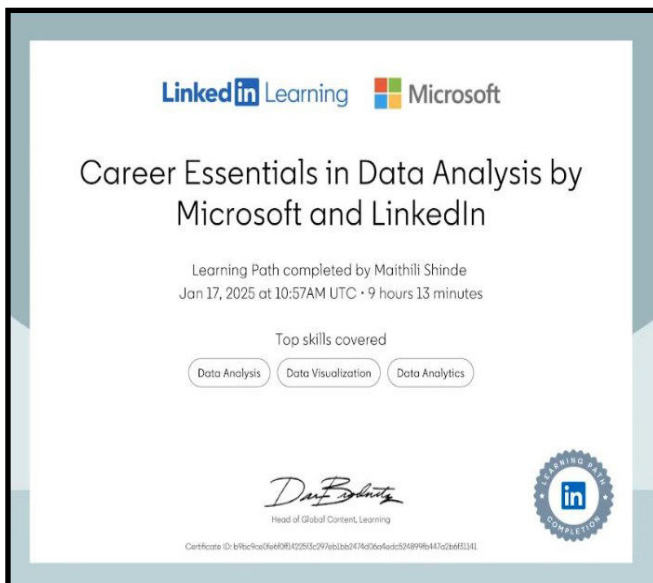 Linked in Learning Microsoft
Career Essentials in Data Analysis by
Microsoft and LinkedIn
Learning Path completed by Maithili Shinde
Jan 17, 2025 at 10:57AM UTC • 9 hours 13 minutes
Top skills covered
Data Analysis Data Visualization Data Analytics
Head of Global Content, Learning
Certificate ID:
LEARNING PATH
in
COMPLETION